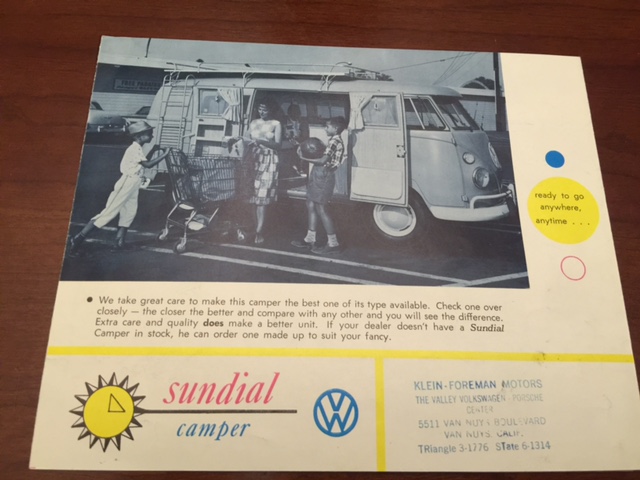 ready to go
anywhere,
anytime . . .
● We take great care to make this camper the best one of its type available. Check one over
closely — the closer the better and compare with any other and you will see the difference.
Extra care and quality does make a better unit. If your dealer doesn't have a Sundial
Camper in stock, he can order one made up to suit your fancy.
sundial
camper
VW
KLEIN-FOREMAN MOTORS
THE VALLEY VOLKSWAGEN - PORSCHE
CENTER
5511 VAN NUYS BOULEVARD
VAN NUYS, CALIF.
TRiangle 3-1776 STate 6-1314